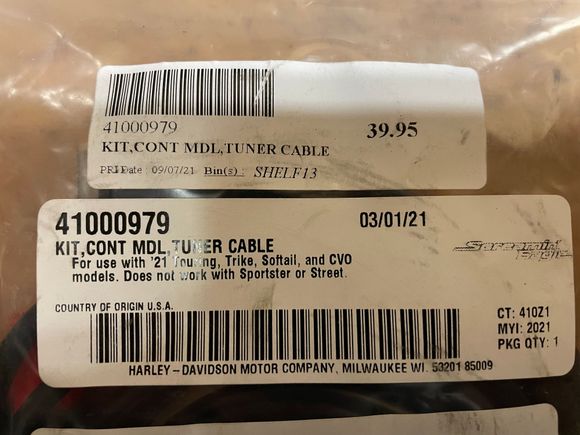 41000979
39.95
KIT,CONT MDL,TUNER CABLE
PRI Date : 09/07/21 Bin(s) : SHELF13
41000979
03/01/21
KIT,CONT MDL,TUNER CABLE
For use with '21 Touring, Trike, Softail, and CVO
models. Does not work with Sportster or Street.
Screamin'
Eagle
COUNTRY OF ORIGIN U.S.A.
CT: 410Z1
MYI: 2021
PKG QTY: 1
HARLEY-DAVIDSON MOTOR COMPANY, MILWAUKEE WI. 53201 85009